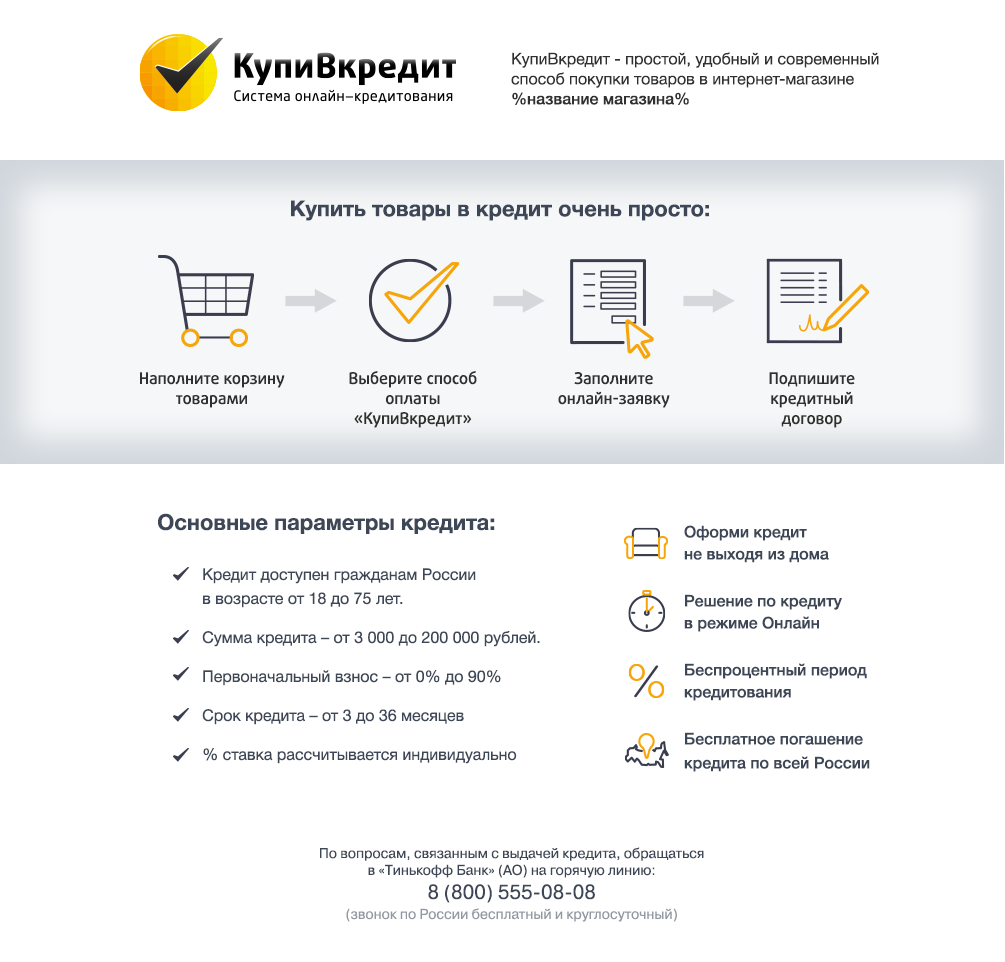 КупиВкредит
Система онлайн–кредитования
КупиВкредит - простой, удобный и современный
способ покупки товаров в интернет-магазине
%название магазина%
Купить товары в кредит очень просто:
Наполните корзину
товарами
Выберите способ
оплаты
«КупиВкредит»
Заполните
онлайн-заявку
Подпишите
кредитный
договор
Основные параметры кредита:
Кредит доступен гражданам России
в возрасте от 18 до 75 лет.
Сумма кредита – от 3 000 до 200 000 рублей.
Первоначальный взнос – от 0% до 90%
Срок кредита – от 3 до 36 месяцев
% ставка рассчитывается индивидуально
Оформи кредит
не выходя из дома
Решение по кредиту
в режиме Онлайн
Беспроцентный период
кредитования
Бесплатное погашение
кредита по всей России
По вопросам, связанным с выдачей кредита, обращаться
в «Тинькофф Банк» (АО) на горячую линию:
8 (800) 555-08-08
(звонок по России бесплатный и круглосуточный)